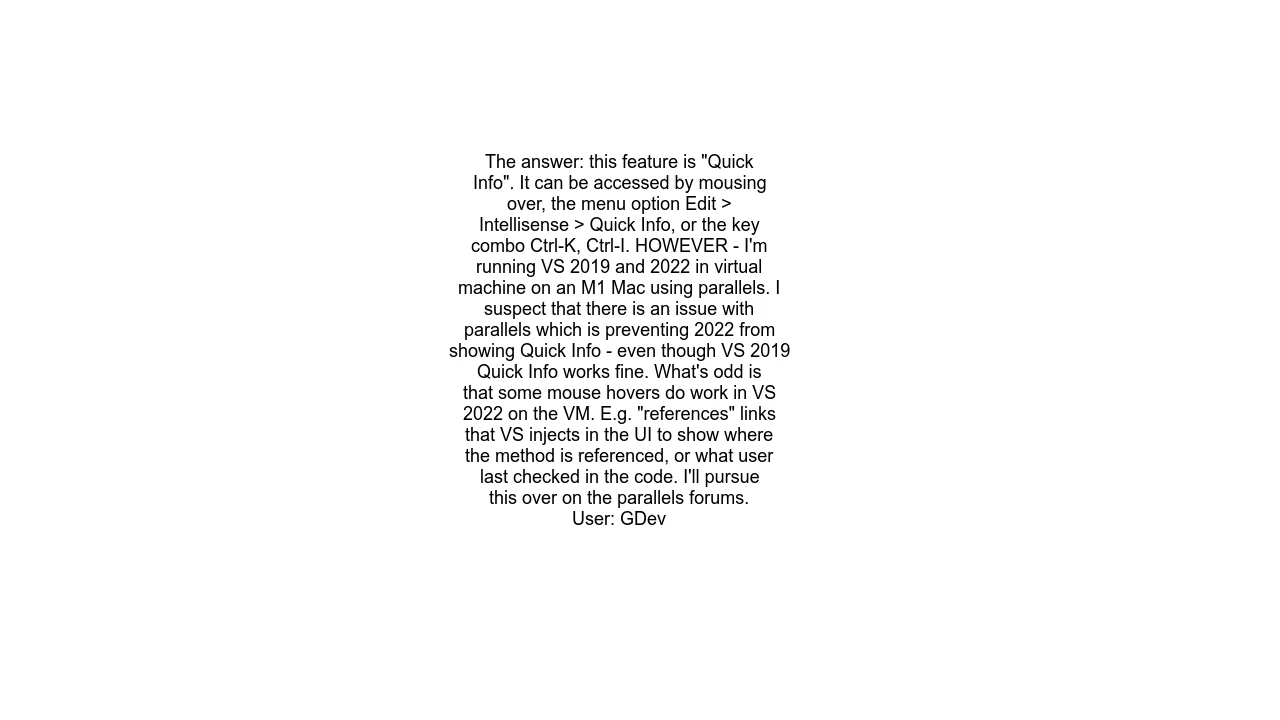 The answer: this feature is "Quick
Info". It can be accessed by mousing
over, the menu option Edit >
Intellisense > Quick Info, or the key
combo Ctrl-K, Ctrl-I. HOWEVER - I'm
running VS 2019 and 2022 in virtual
machine on an M1 Mac using parallels. I
suspect that there is an issue with
parallels which is preventing 2022 from
showing Quick Info - even though VS 2019
Quick Info works fine. What's odd is
that some mouse hovers do work in VS
2022 on the VM. E.g. "references" links
that VS injects in the UI to show where
the method is referenced, or what user
last checked in the code. I'll pursue
this over on the parallels forums.
User: GDev